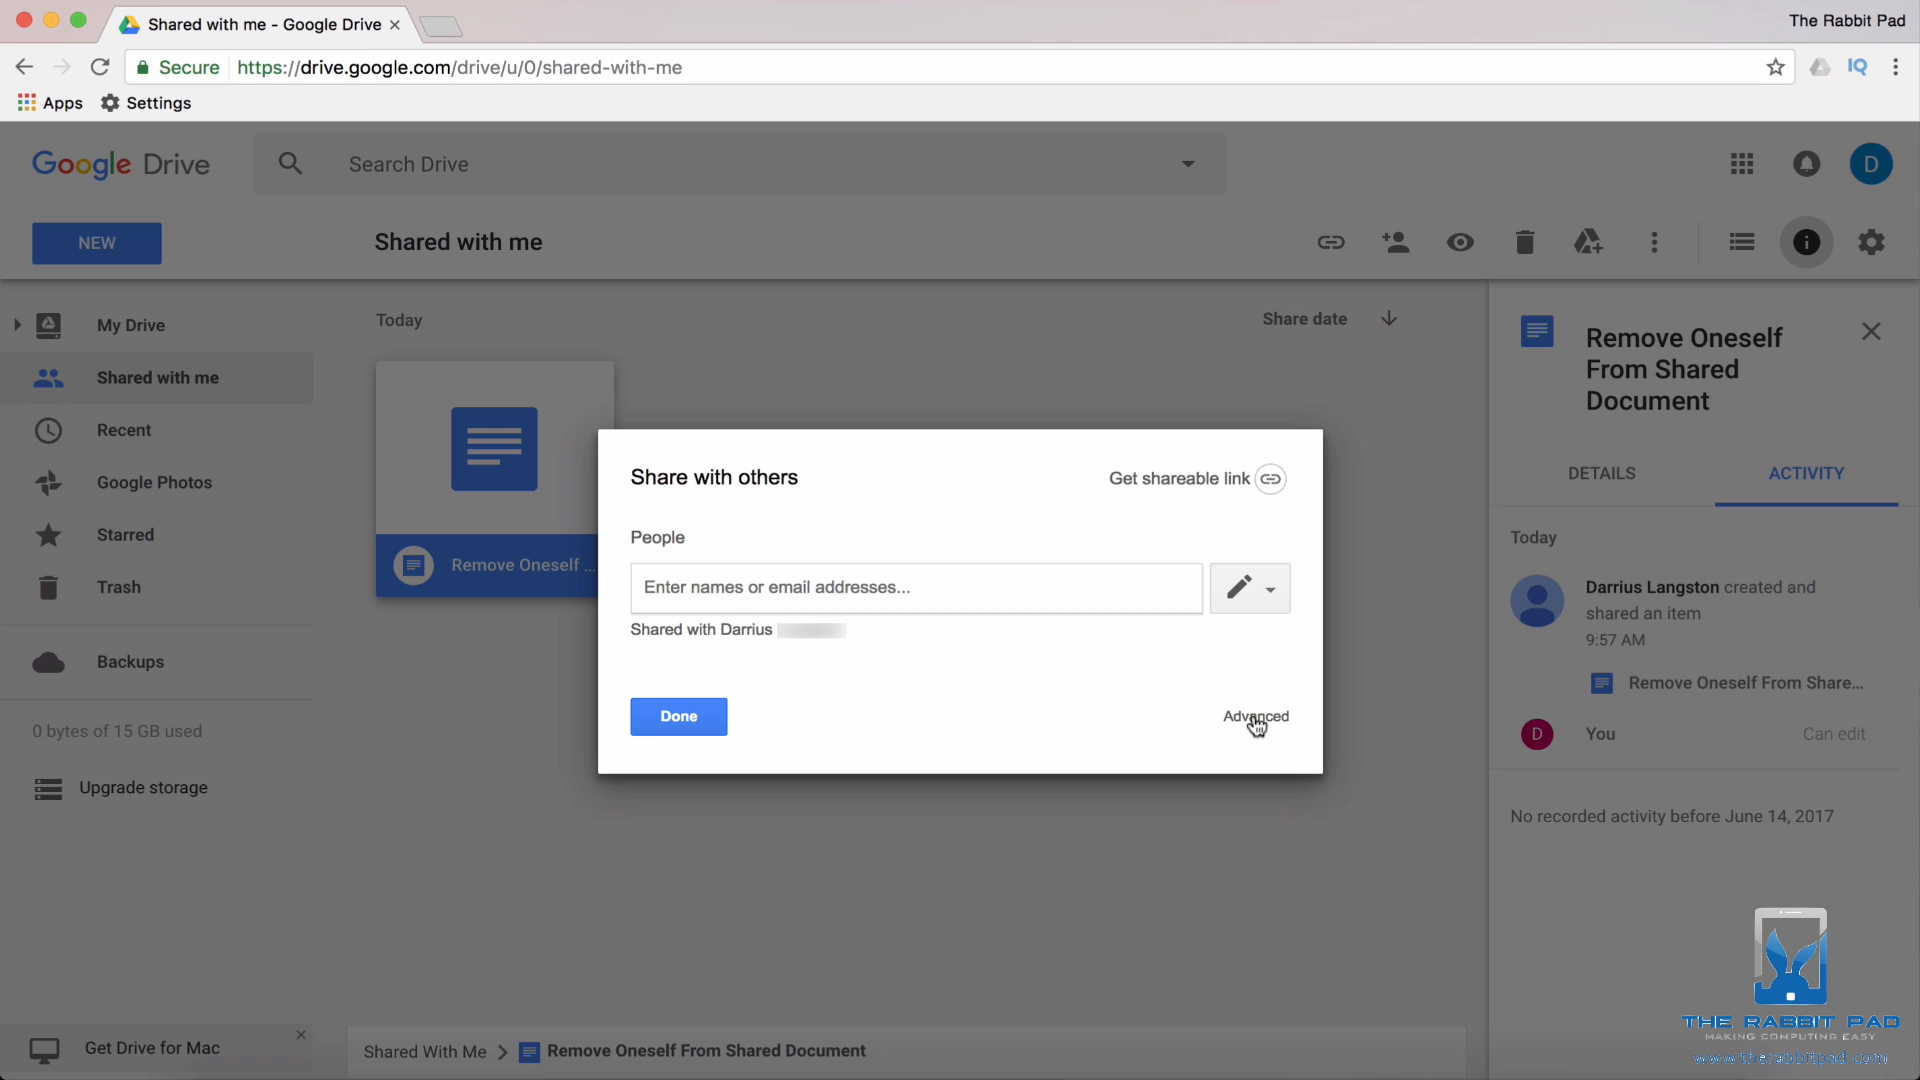 Shared with me - Google Drive
The Rabbit Pad
Secure https://drive.google.com/drive/u/0/shared-with-me
IQ
Apps Settings
Google Drive
Search Drive
D
NEW
Shared with me
My Drive
Shared with me
Recent
Google Photos
Starred
Trash
Backups
0 bytes of 15 GB used
Upgrade storage
Get Drive for Mac
Today
Share date
Remove Oneself ...
Share with others
Get shareable link
People
Enter names or email addresses...
Shared with Darrius
Done
Advanced
Shared With Me > Remove Oneself From Shared Document
Remove Oneself
From Shared
Document
DETAILS
ACTIVITY
Today
Darrius Langston created and
shared an item
9:57 AM
Remove Oneself From Share...
D You Can edit
No recorded activity before June 14, 2017
THE RABBIT PAD
MAKING COMPUTING EASY
www.therabbitpad.com